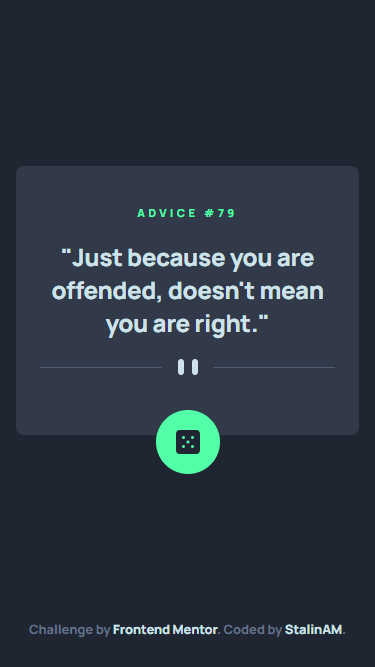 ADVICE #79
"Just because you are
offended, doesn't mean
you are right."
Challenge by Frontend Mentor. Coded by StalinAM.